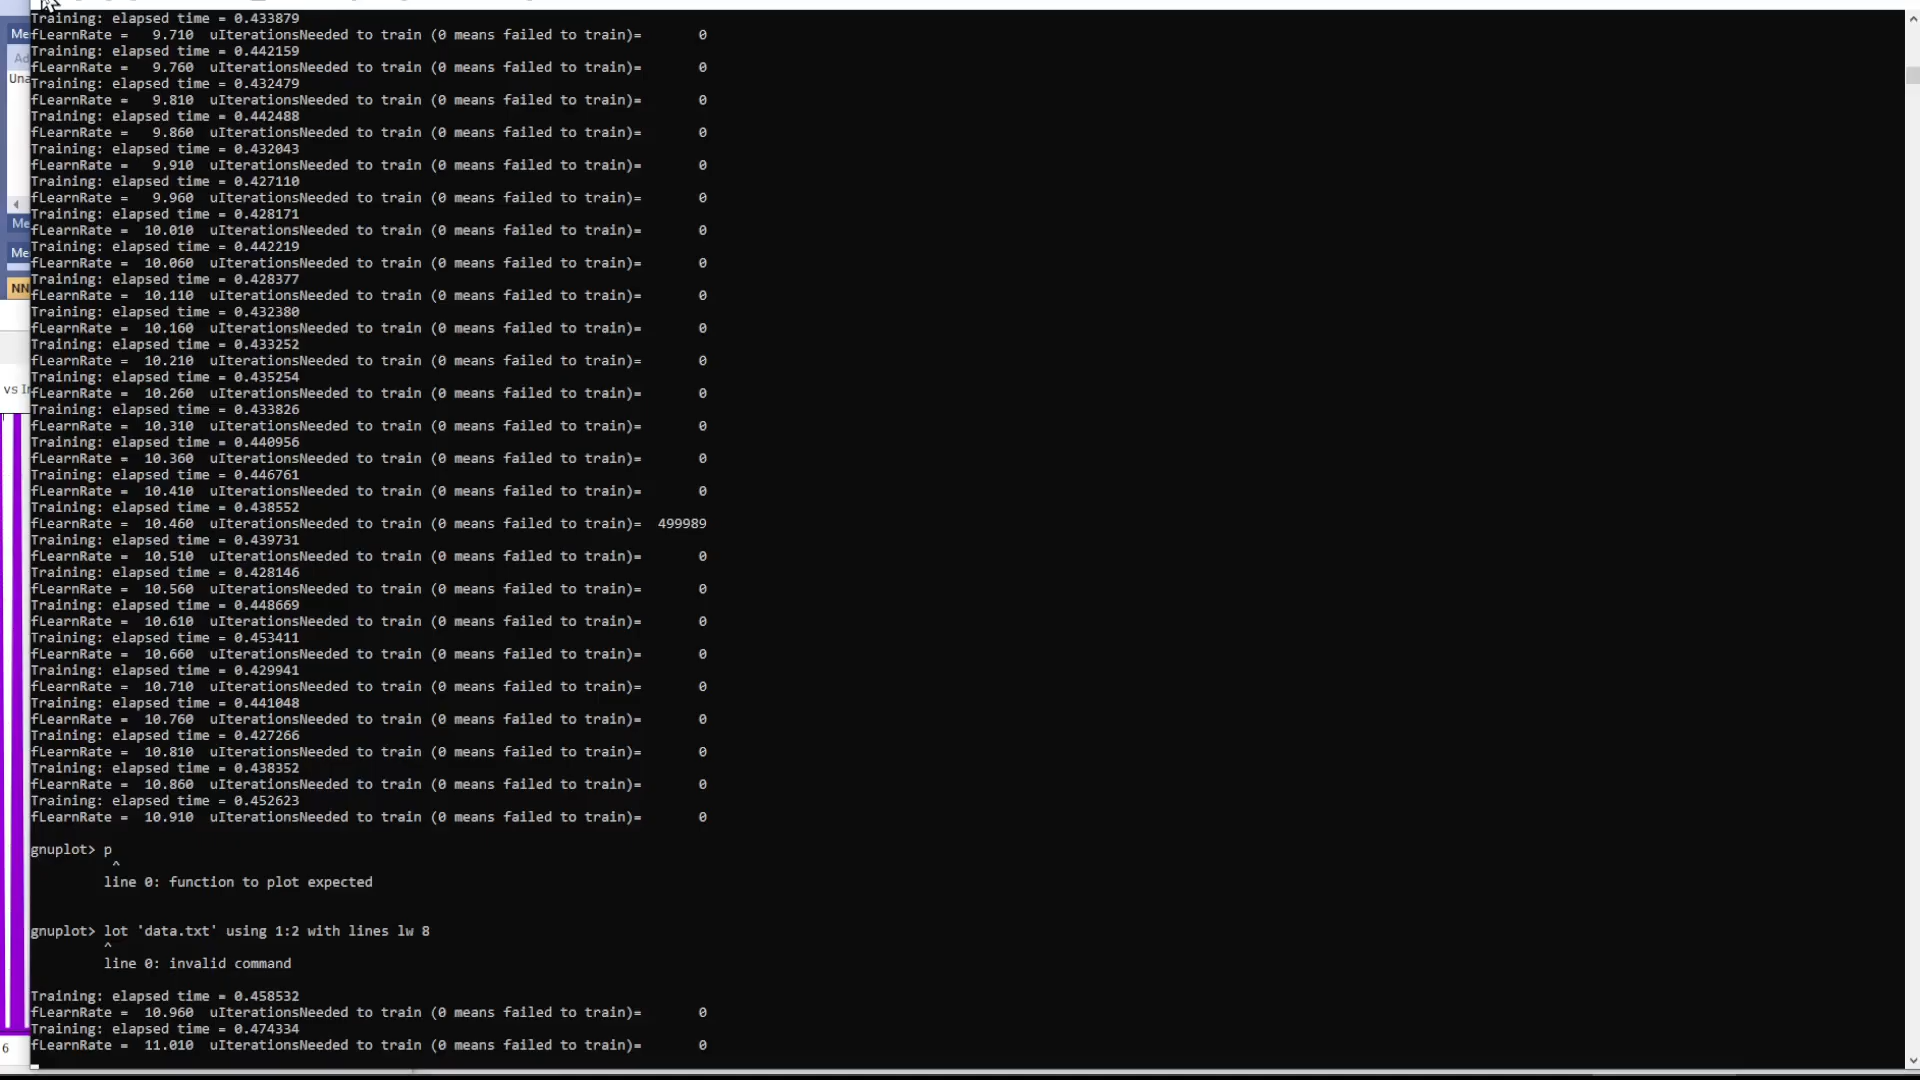 Training: elapsed time = 0.433879
Me
fLearnRate =   9.710  uIterationsNeeded to train (0 means failed to train)=       0
Training: elapsed time = 0.442159
Ad
fLearnRate =   9.760  uIterationsNeeded to train (0 means failed to train)=       0
Una
Training: elapsed time = 0.432479
fLearnRate =   9.810  uIterationsNeeded to train (0 means failed to train)=       0
Training: elapsed time = 0.442488
fLearnRate =   9.860  uIterationsNeeded to train (0 means failed to train)=       0
Training: elapsed time = 0.432043
fLearnRate =   9.910  uIterationsNeeded to train (0 means failed to train)=       0
Training: elapsed time = 0.427110
fLearnRate =   9.960  uIterationsNeeded to train (0 means failed to train)=       0
Training: elapsed time = 0.428171
Me
fLearnRate =  10.010  uIterationsNeeded to train (0 means failed to train)=       0
Training: elapsed time = 0.442219
Me
fLearnRate =  10.060  uIterationsNeeded to train (0 means failed to train)=       0
Training: elapsed time = 0.428377
NN
fLearnRate =  10.110  uIterationsNeeded to train (0 means failed to train)=       0
Training: elapsed time = 0.432380
fLearnRate =  10.160  uIterationsNeeded to train (0 means failed to train)=       0
Training: elapsed time = 0.433252
fLearnRate =  10.210  uIterationsNeeded to train (0 means failed to train)=       0
Training: elapsed time = 0.435254
vs I
fLearnRate =  10.260  uIterationsNeeded to train (0 means failed to train)=       0
Training: elapsed time = 0.433826
fLearnRate =  10.310  uIterationsNeeded to train (0 means failed to train)=       0
Training: elapsed time = 0.440956
fLearnRate =  10.360  uIterationsNeeded to train (0 means failed to train)=       0
Training: elapsed time = 0.446761
fLearnRate =  10.410  uIterationsNeeded to train (0 means failed to train)=       0
Training: elapsed time = 0.438552
fLearnRate =  10.460  uIterationsNeeded to train (0 means failed to train)=  499989
Training: elapsed time = 0.439731
fLearnRate =  10.510  uIterationsNeeded to train (0 means failed to train)=       0
Training: elapsed time = 0.428146
fLearnRate =  10.560  uIterationsNeeded to train (0 means failed to train)=       0
Training: elapsed time = 0.448669
fLearnRate =  10.610  uIterationsNeeded to train (0 means failed to train)=       0
Training: elapsed time = 0.453411
fLearnRate =  10.660  uIterationsNeeded to train (0 means failed to train)=       0
Training: elapsed time = 0.429941
fLearnRate =  10.710  uIterationsNeeded to train (0 means failed to train)=       0
Training: elapsed time = 0.441048
fLearnRate =  10.760  uIterationsNeeded to train (0 means failed to train)=       0
Training: elapsed time = 0.427266
fLearnRate =  10.810  uIterationsNeeded to train (0 means failed to train)=       0
Training: elapsed time = 0.438352
fLearnRate =  10.860  uIterationsNeeded to train (0 means failed to train)=       0
Training: elapsed time = 0.452623
fLearnRate =  10.910  uIterationsNeeded to train (0 means failed to train)=       0
gnuplot> p
^
line 0: function to plot expected
gnuplot> lot 'data.txt' using 1:2 with lines lw 8
^
line 0: invalid command
Training: elapsed time = 0.458532
fLearnRate =  10.960  uIterationsNeeded to train (0 means failed to train)=       0
Training: elapsed time = 0.474334
6
fLearnRate =  11.010  uIterationsNeeded to train (0 means failed to train)=       0